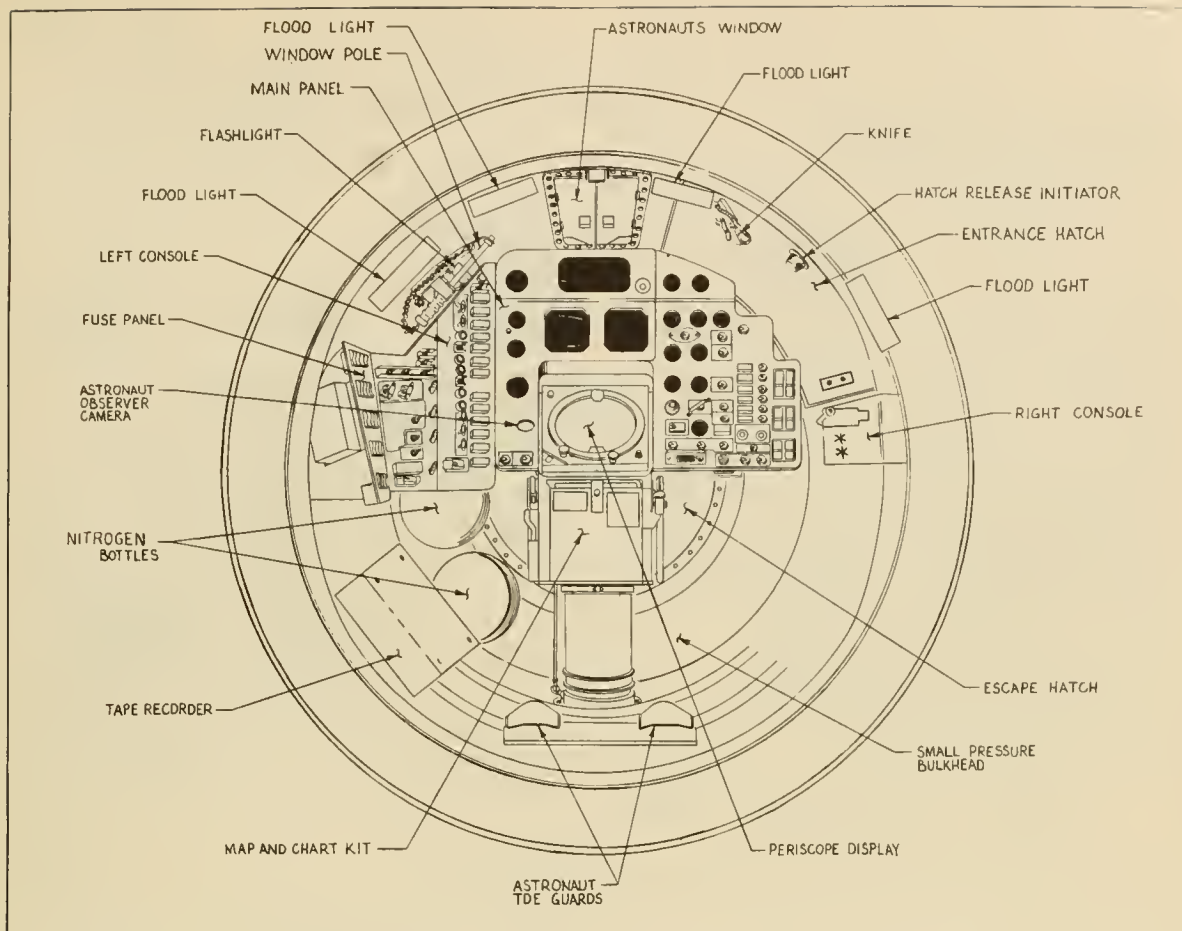 FLOOD LIGHT
WINDOW POLE
MAIN PANEL
FLASHLIGHT
FLOOD LIGHT
LEFT CONSOLE
FUSE PANEL
ASTRONAUT
OBSERVER
CAMERA
NITROGEN
BOTTLES
TAPE RECORDER
MAP AND CHART KIT
ASTRONAUT
TOE GUARDS
ASTRONAUTS WINDOW
FLOOD LIGHT
KNIFE
HATCH RELEASE INITIATOR
ENTRANCE HATCH
FLOOD LIGHT
RIGHT CONSOLE
ESCAPE HATCH
SMALL PRESSURE
BULKHEAD
PERISCOPE DISPLAY